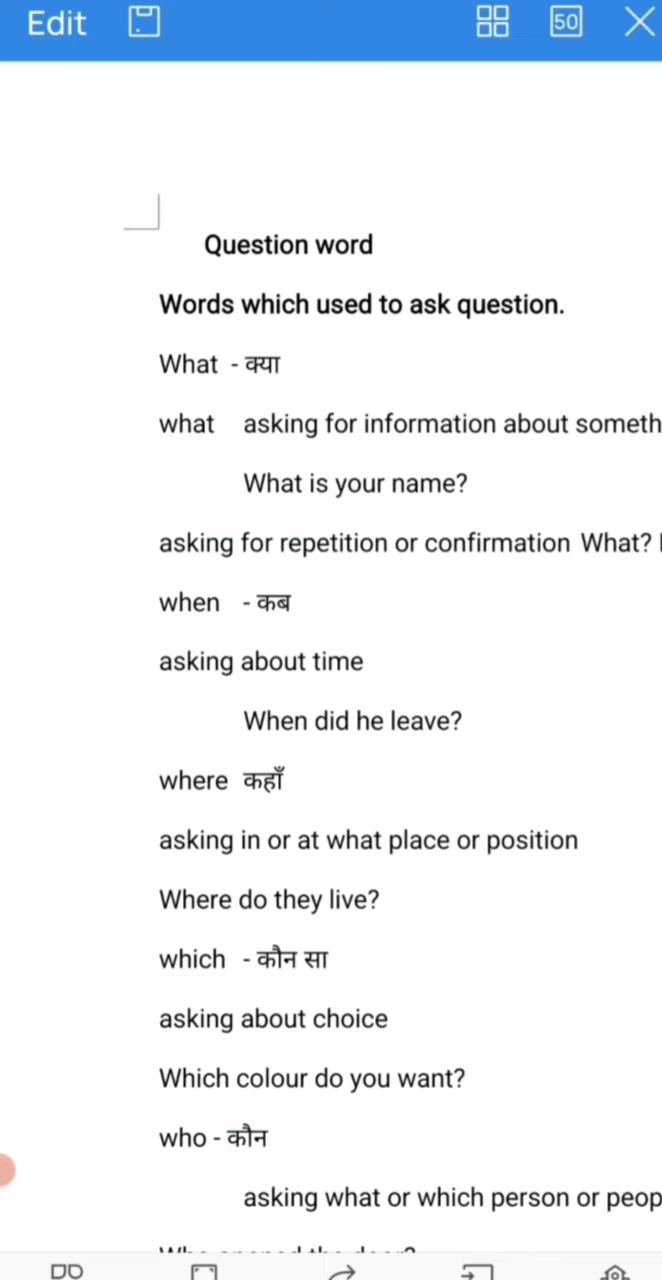 Edit
50
Question word
Words which used to ask question.
What - क्या
what asking for information about someth
What is your name?
asking for repetition or confirmation What?
when - कब
asking about time
When did he leave?
where कहाँ
asking in or at what place or position
Where do they live?
which - कौन सा
asking about choice
Which colour do you want?
who - कौन
asking what or which person or peop